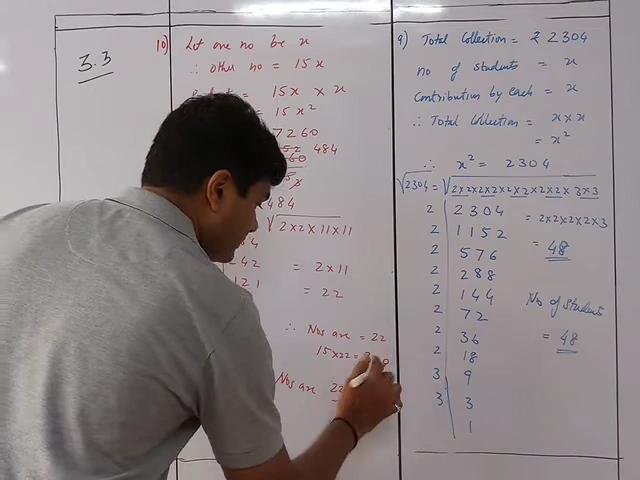 3.3
10) Let one no be x
∴ other no = 15x
= 15x × x
= 15x²
7260
484
484
√2×2×11×11
42 = 2×11
121 = 22
∴ Nos are = 22
15×22 =
Nos are 22
9) Total Collection = ₹ 2304
no of students = x
Contribution by each = x
∴ Total Collection = x × x
= x²
∴ x² = 2304
√2304 = √2×2×2×2×2×2×2×2×3×3
2 2304 = 2×2×2×2×3
2 1152 = 48
2 576
2 288
2 144
2 72
2 36
2 18
3 9
3 3
1
No of students
= 48